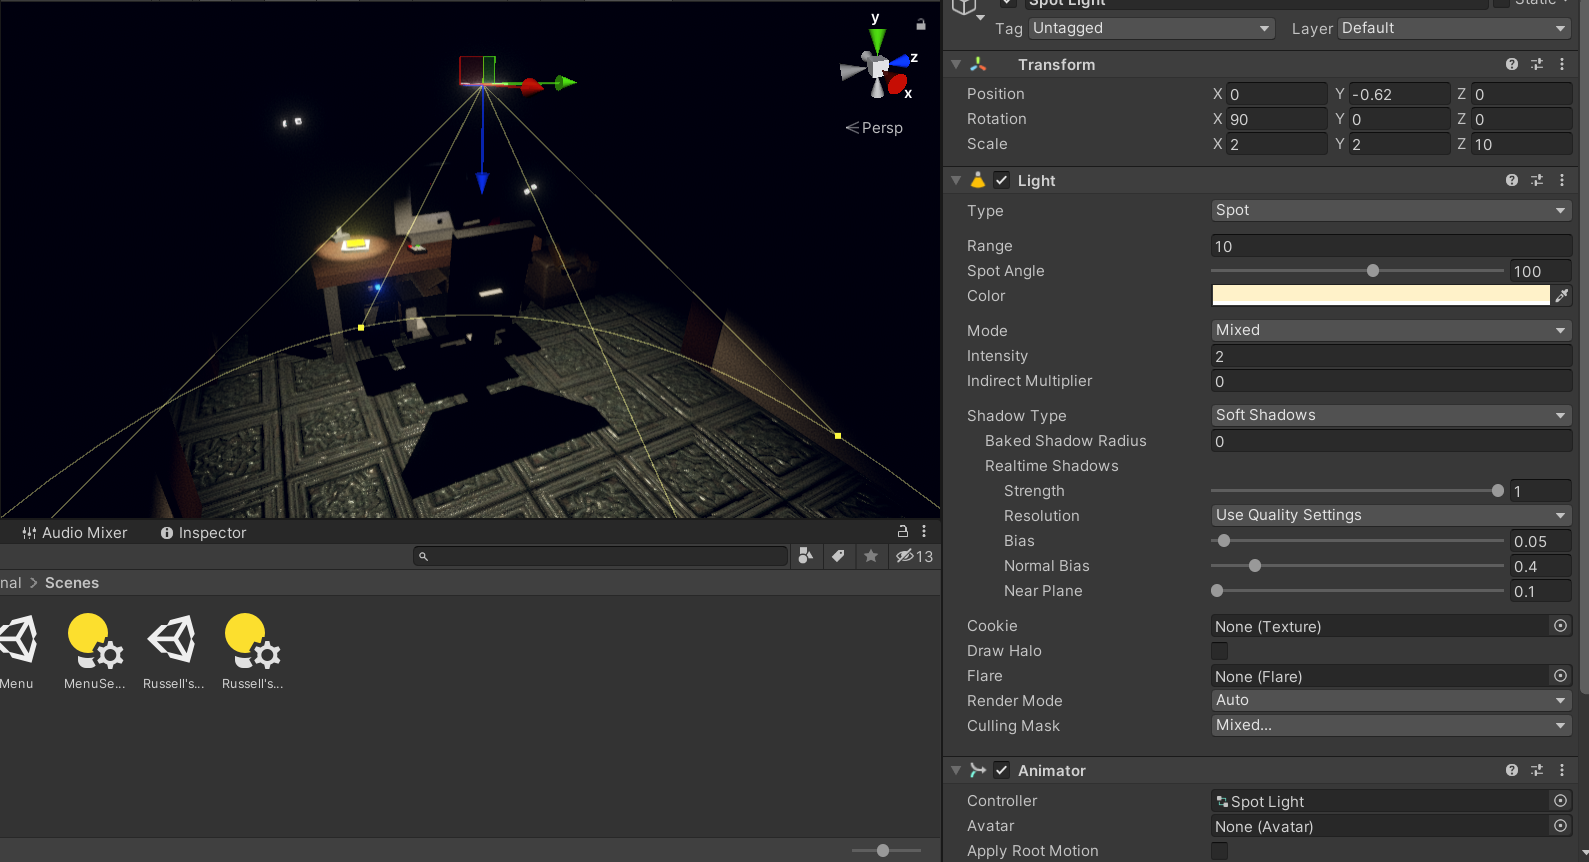 Spot Light
Static
Tag Untagged Layer Default
y
z
x
Persp
Transform
Position X 0 Y -0.62 Z 0
Rotation X 90 Y 0 Z 0
Scale X 2 Y 2 Z 10
Light
Type Spot
Range 10
Spot Angle 100
Color
Mode Mixed
Intensity 2
Indirect Multiplier 0
Shadow Type Soft Shadows
Baked Shadow Radius 0
Realtime Shadows
Strength 1
Resolution Use Quality Settings
Bias 0.05
Normal Bias 0.4
Near Plane 0.1
Cookie None (Texture)
Draw Halo
Flare None (Flare)
Render Mode Auto
Culling Mask Mixed...
Animator
Controller Spot Light
Avatar None (Avatar)
Apply Root Motion
Audio Mixer Inspector
13
nal > Scenes
Menu MenuSe... Russell's... Russell's...